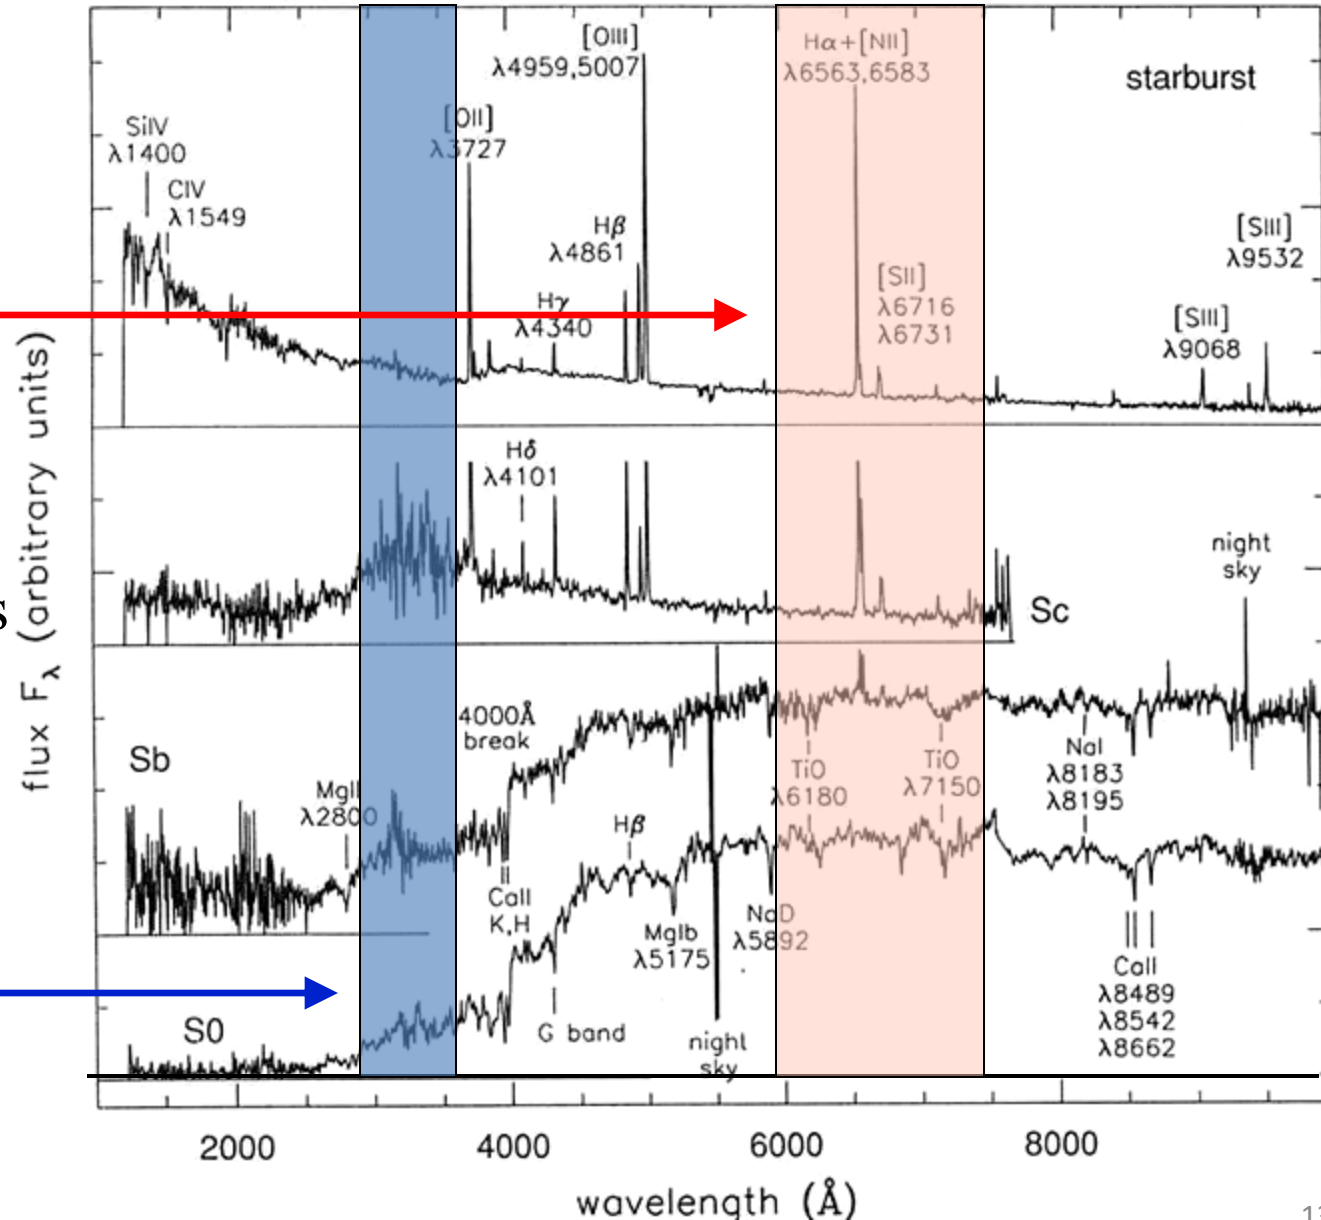 [OIII]
λ4959,5007
Hα+[NII]
λ6563,6583
starburst
[OII]
λ3727
SiIV
λ1400
CIV
λ1549
Hβ
λ4861
[SIII]
λ9532
[SII]
λ6716
λ6731
Hγ
λ4340
[SIII]
λ9068
Hδ
λ4101
night
sky
s
Sc
4000Å
break
Sb
MgII
λ2800
NaI
λ8183
λ8195
TiO
λ6180
TiO
λ7150
Hβ
CaII
K,H
MgIb
λ5175
NaD
λ5892
CaII
λ8489
λ8542
λ8662
S0
G band
night
sky
flux Fλ (arbitrary units)
2000 4000 6000 8000
wavelength (Å)